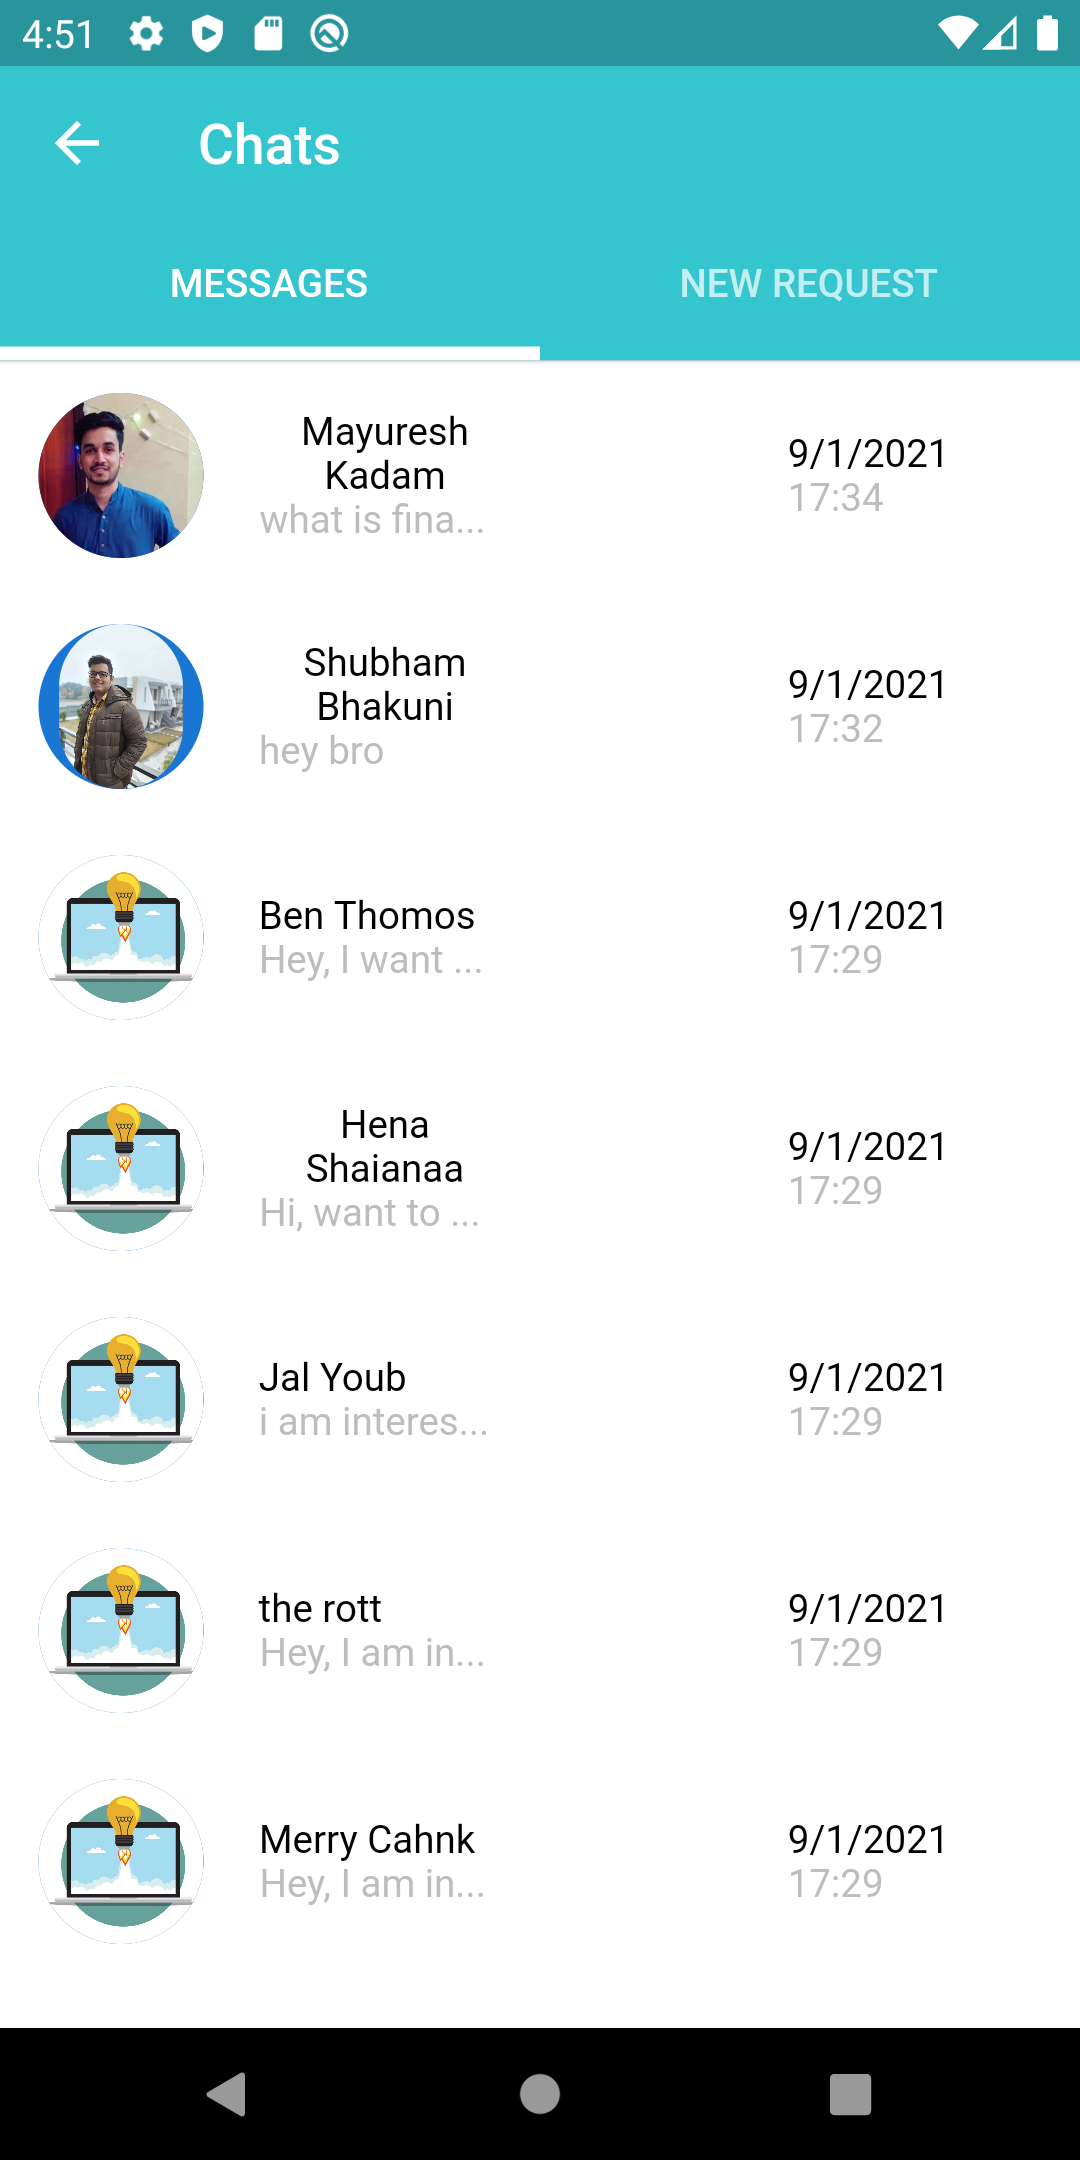 4:51
Chats
MESSAGES
NEW REQUEST
Mayuresh
Kadam
what is fina...
9/1/2021
17:34
Shubham
Bhakuni
hey bro
9/1/2021
17:32
Ben Thomos
Hey, I want ...
9/1/2021
17:29
Hena
Shaianaa
Hi, want to ...
9/1/2021
17:29
Jal Youb
i am interes...
9/1/2021
17:29
the rott
Hey, I am in...
9/1/2021
17:29
Merry Cahnk
Hey, I am in...
9/1/2021
17:29